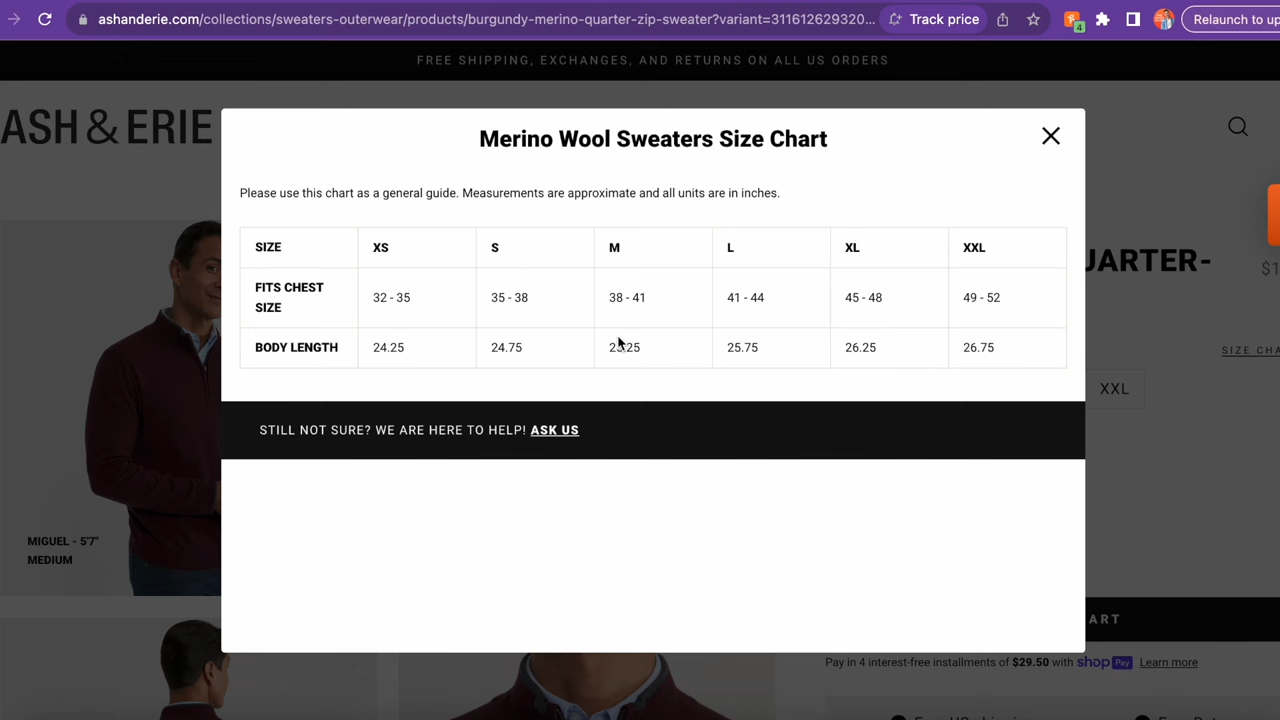 ashanderie.com/collections/sweaters-outerwear/products/burgundy-merino-quarter-zip-sweater?variant=311612629320...
Track price
4
Relaunch to up
FREE SHIPPING, EXCHANGES, AND RETURNS ON ALL US ORDERS
ASH & ERIE
Merino Wool Sweaters Size Chart
Please use this chart as a general guide. Measurements are approximate and all units are in inches.
SIZE XS S M L XL XXL
FITS CHEST SIZE 32 - 35 35 - 38 38 - 41 41 - 44 45 - 48 49 - 52
BODY LENGTH 24.25 24.75 25.25 25.75 26.25 26.75
STILL NOT SURE? WE ARE HERE TO HELP! ASK US
UARTER-
$1
SIZE CHA
XXL
MIGUEL - 5'7"
MEDIUM
ART
Pay in 4 interest-free installments of $29.50 with shop Pay Learn more